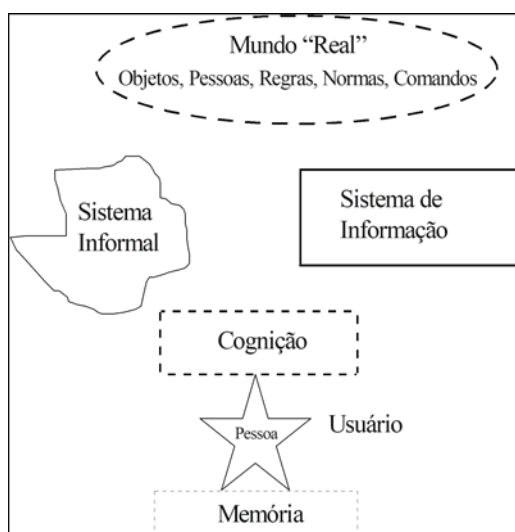 Mundo “Real”
Objetos, Pessoas, Regras, Normas, Comandos
Sistema
Informal
Sistema de
Informação
Cognição
Pessoa
Usuário
Memória